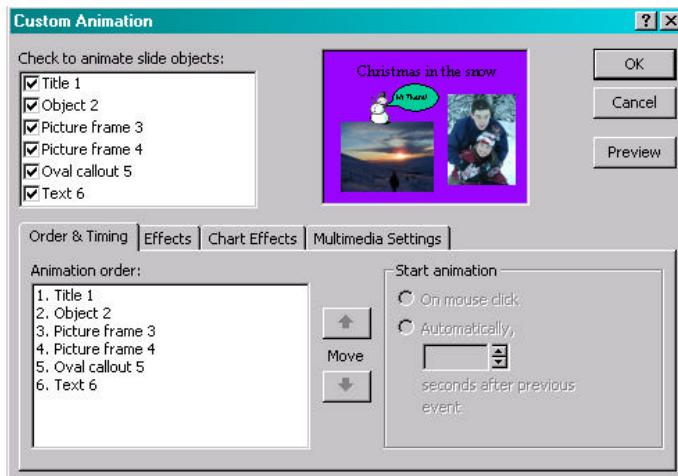 Custom Animation
Check to animate slide objects:
Title 1
Object 2
Picture frame 3
Picture frame 4
Oval callout 5
Text 6
Christmas in the snow
Hi There!
OK
Cancel
Preview
Order & Timing Effects Chart Effects Multimedia Settings
Animation order:
1. Title 1
2. Object 2
3. Picture frame 3
4. Picture frame 4
5. Oval callout 5
6. Text 6
Move
Start animation
On mouse click
Automatically,
seconds after previous
event